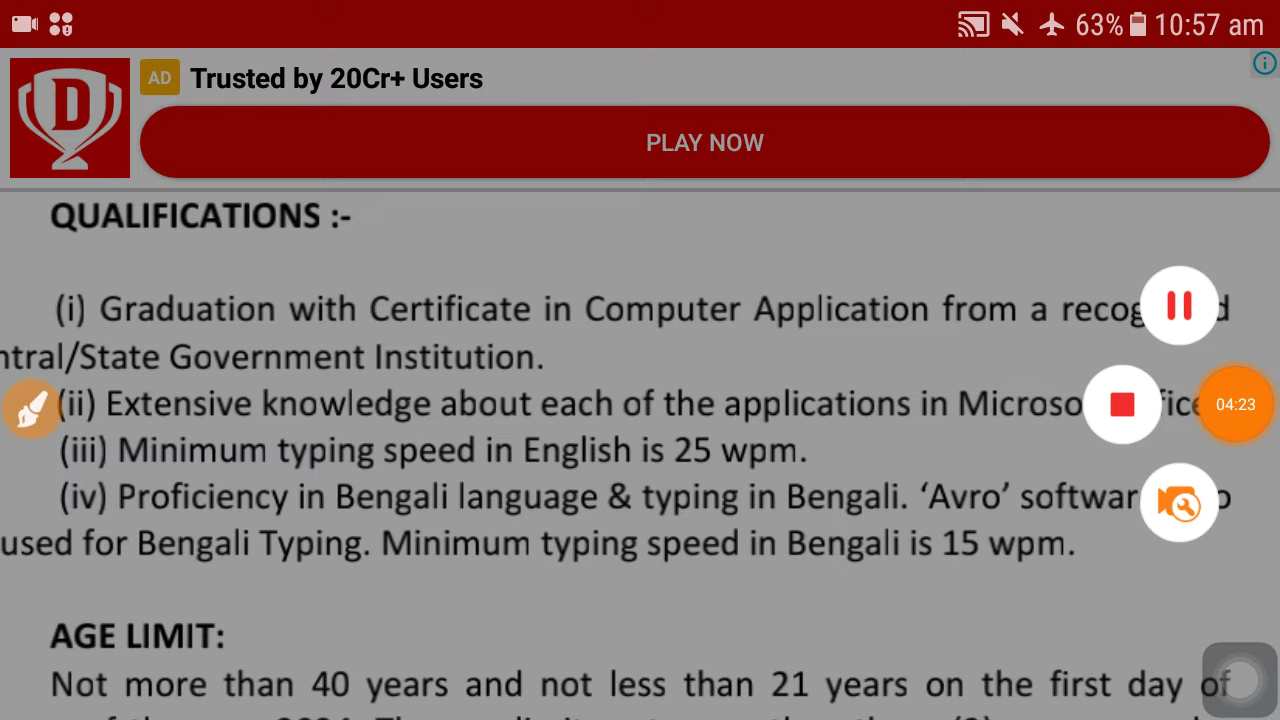 63% 10:57 am
D
AD Trusted by 20Cr+ Users
PLAY NOW
QUALIFICATIONS :-
(i) Graduation with Certificate in Computer Application from a
ntral/State Government Institution.
(ii) Extensive knowledge about each of the applications in
04:23
(iii) Minimum typing speed in English is 25 wpm.
(iv) Proficiency in Bengali language & typing in Bengali. ‘Avro’
used for Bengali Typing. Minimum typing speed in Bengali is 15 wpm.
AGE LIMIT:
Not more than 40 years and not less than 21 years on the first day of